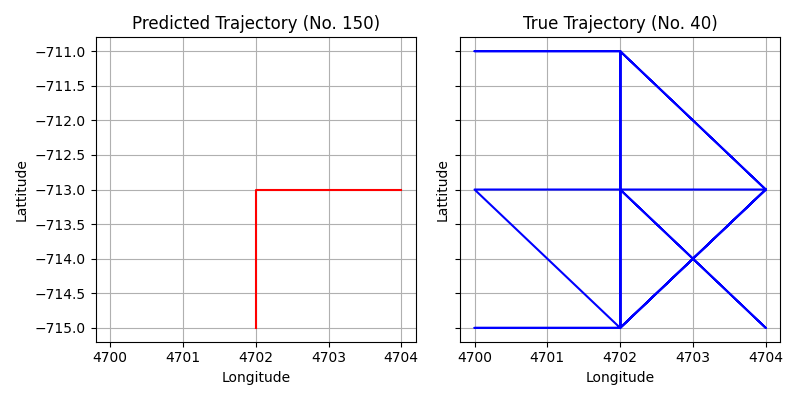 Predicted Trajectory (No. 150)
True Trajectory (No. 40)
Lattitude
−711.0
−711.5
−712.0
−712.5
−713.0
−713.5
−714.0
−714.5
−715.0
Lattitude
4700 4701 4702 4703 4704
4700 4701 4702 4703 4704
Longitude
Longitude